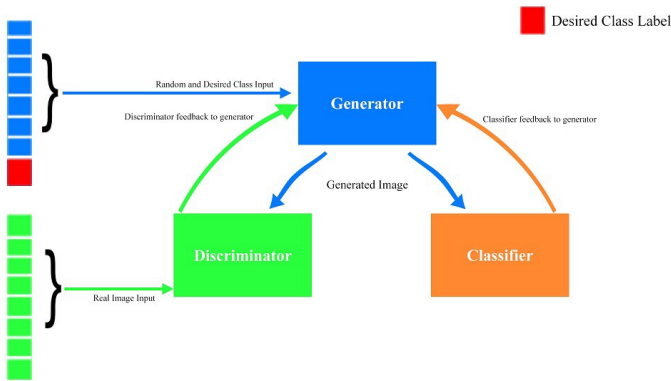 Desired Class Label
Random and Desired Class Input
Generator
Discriminator feedback to generator
Classifier feedback to generator
Generated Image
Discriminator
Classifier
Real Image Input